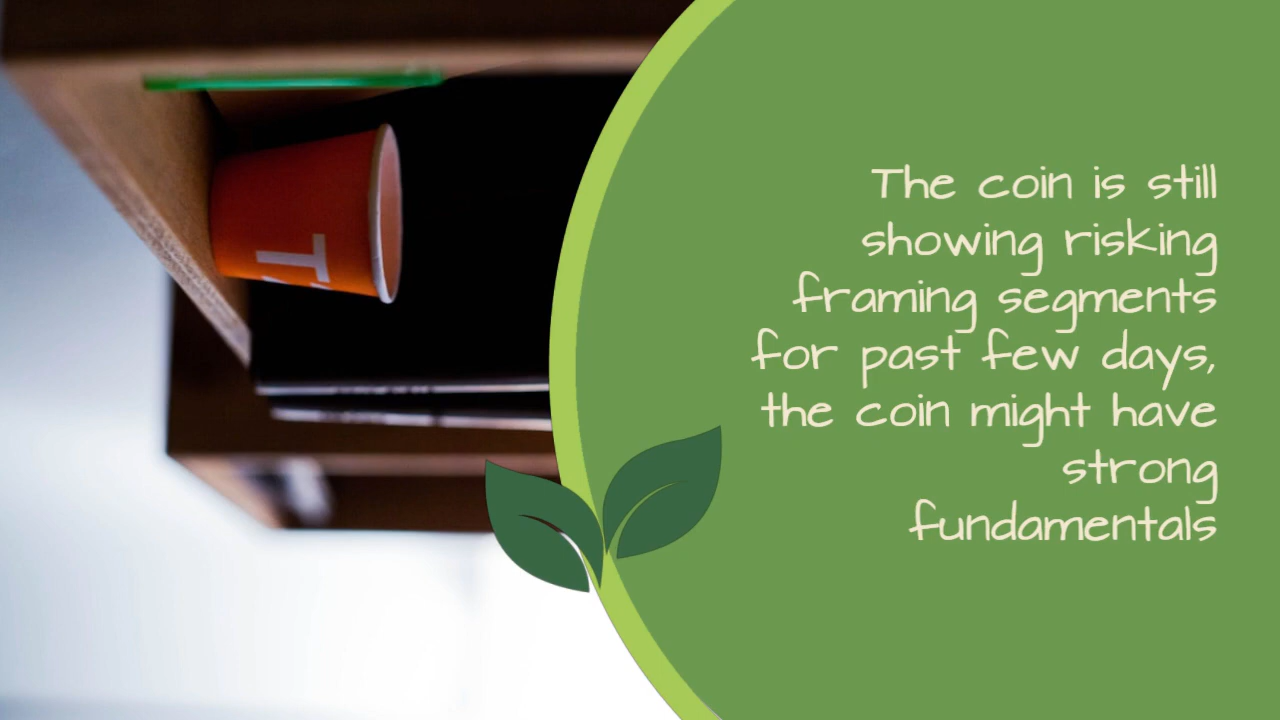 The coin is still
showing risking
framing segments
for past few days,
the coin might have
strong
fundamentals